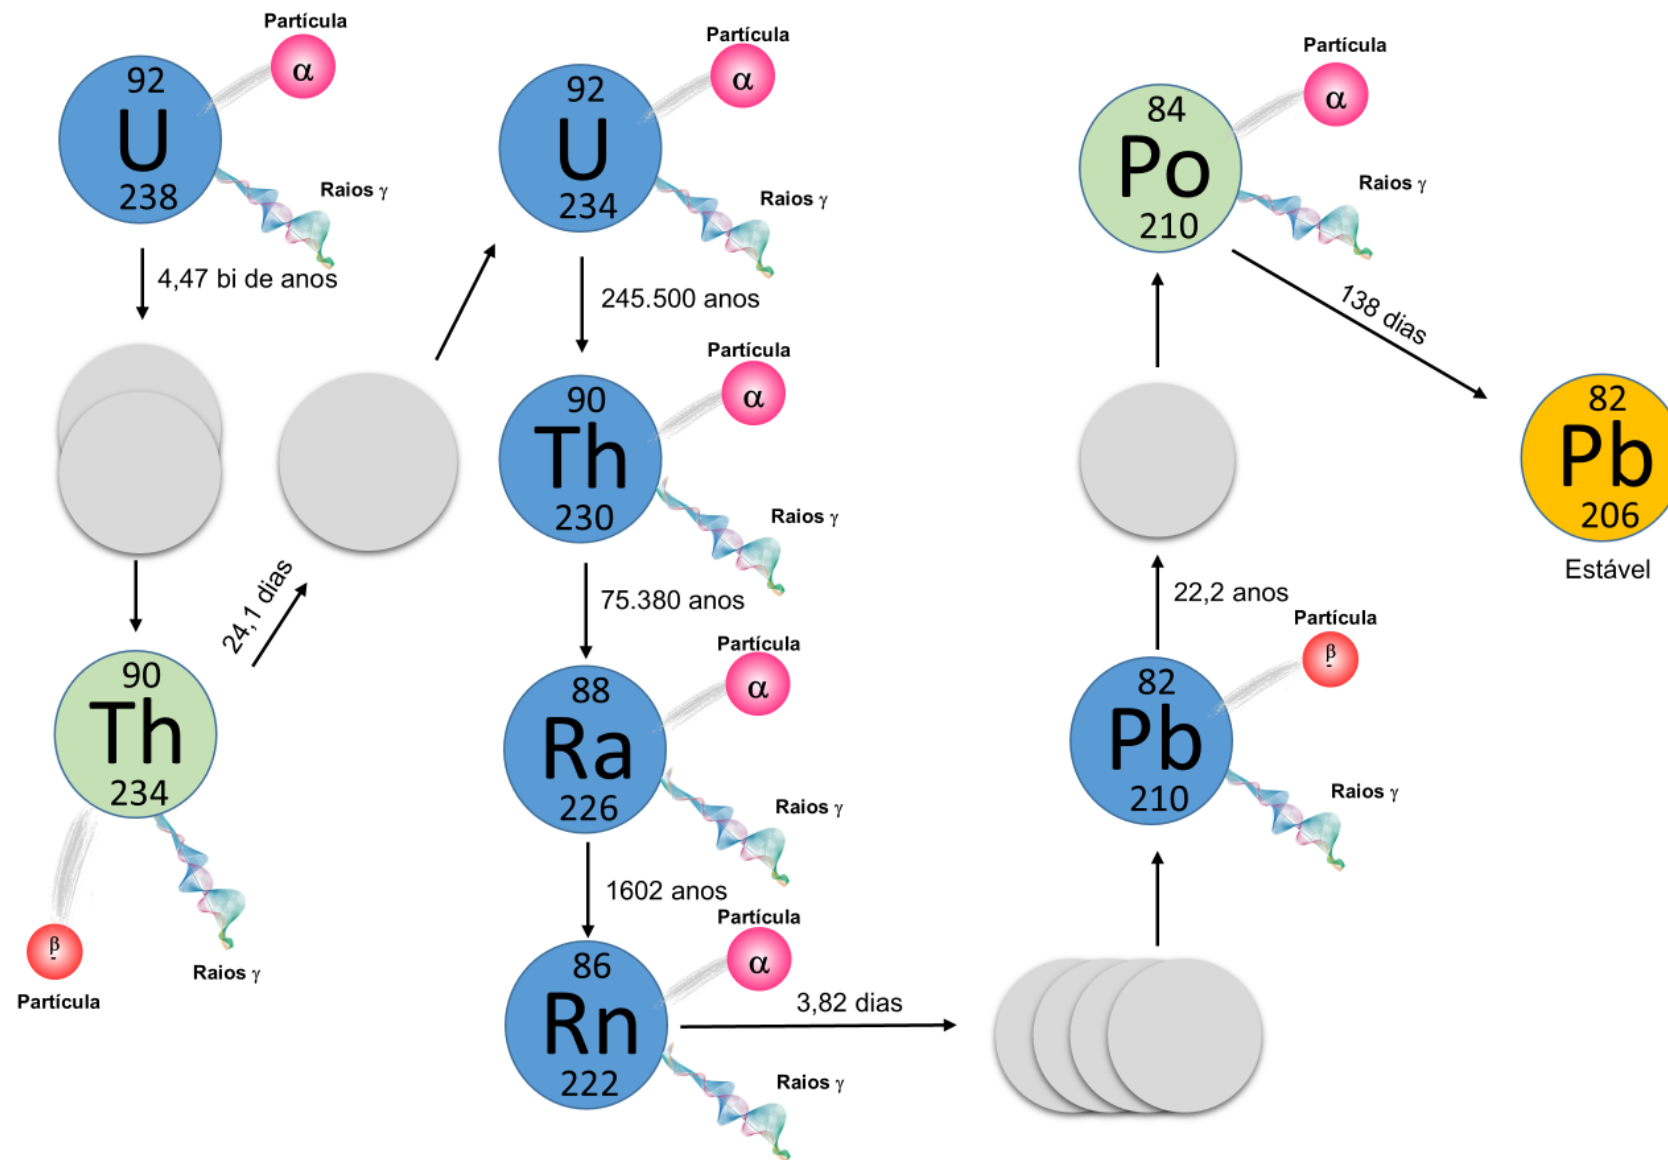 Partícula
α
92
U
238
Raios γ
4,47 bi de anos
90
Th
234
β
-
Partícula
Raios γ
24,1 dias
Partícula
α
92
U
234
Raios γ
245.500 anos
Partícula
α
90
Th
230
Raios γ
75.380 anos
Partícula
α
88
Ra
226
Raios γ
1602 anos
Partícula
α
86
Rn
222
Raios γ
3,82 dias
Partícula
β
-
82
Pb
210
Raios γ
22,2 anos
Partícula
α
84
Po
210
Raios γ
138 dias
82
Pb
206
Estável